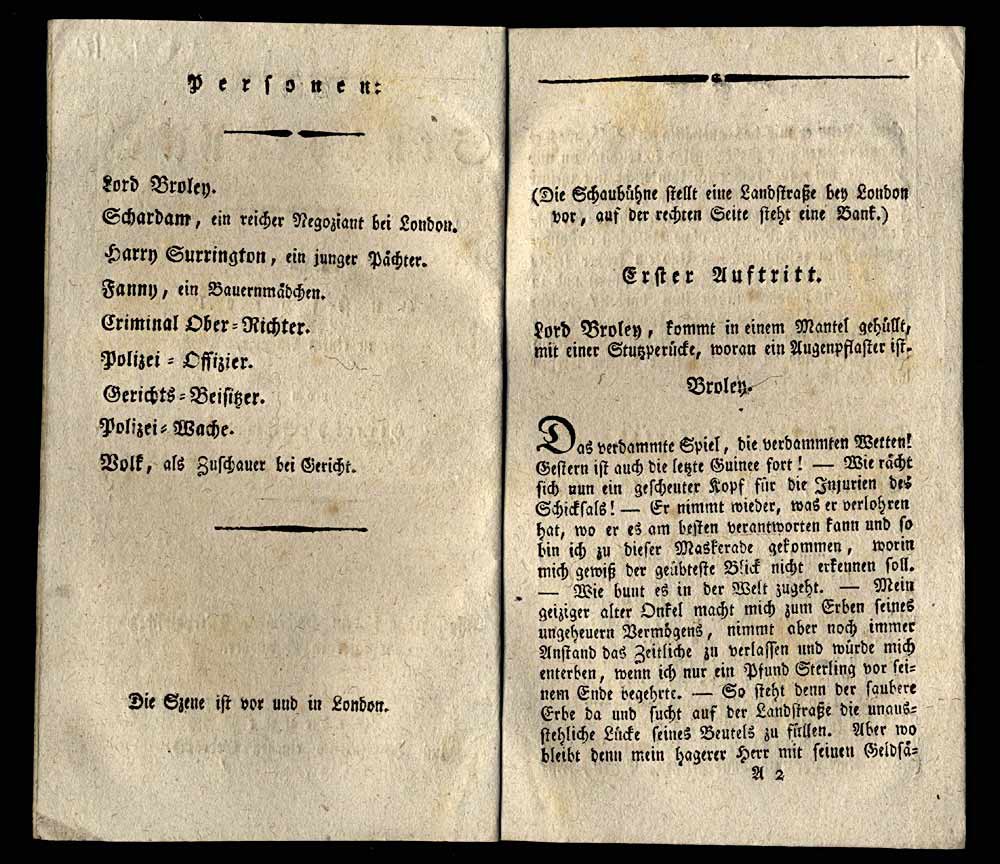 Personen:
Lord Broley.
Schardam, ein reicher Negoziant bei London.
Harry Surrington, ein junger Pächter.
Fanny, ein Bauernmädchen.
Criminal Ober-Richter.
Polizei-Offizier.
Gerichts-Beisitzer.
Polizei-Wache.
Volk, als Zuschauer bei Gericht.
Die Szene ist vor und in London.
(Die Schaubühne stellt eine Landstraße bey London
vor, auf der rechten Seite steht eine Bank.)
Erster Auftritt.
Lord Broley, kommt in einem Mantel gehüllt,
mit einer Stutzperücke, woran ein Augenpflaster ist.
Broley.
Das verdammte Spiel, die verdammten Wetten!
Gestern ist auch die letzte Guinee fort! — Wie rächt
sich nun ein gescheuter Kopf für die Injurien des
Schicksals! — Er nimmt wieder, was er verlohren
hat, wo er es am besten verantworten kann und so
bin ich zu dieser Maskerade gekommen, worin
mich gewiß der geübteste Blick nicht erkennen soll.
— Wie bunt es in der Welt zugeht. — Mein
geiziger alter Onkel macht mich zum Erben seines
ungeheuern Vermögens, nimmt aber noch immer
Anstand das Zeitliche zu verlassen und würde mich
enterben, wenn ich nur ein Pfund Sterling vor sei-
nem Ende begehrte. — So steht denn der saubere
Erbe da und sucht auf der Landstraße die unaus-
stehliche Lücke seines Beutels zu füllen. Aber wo
bleibt denn mein hagerer Herr mit seinen Geldsä-
A 2